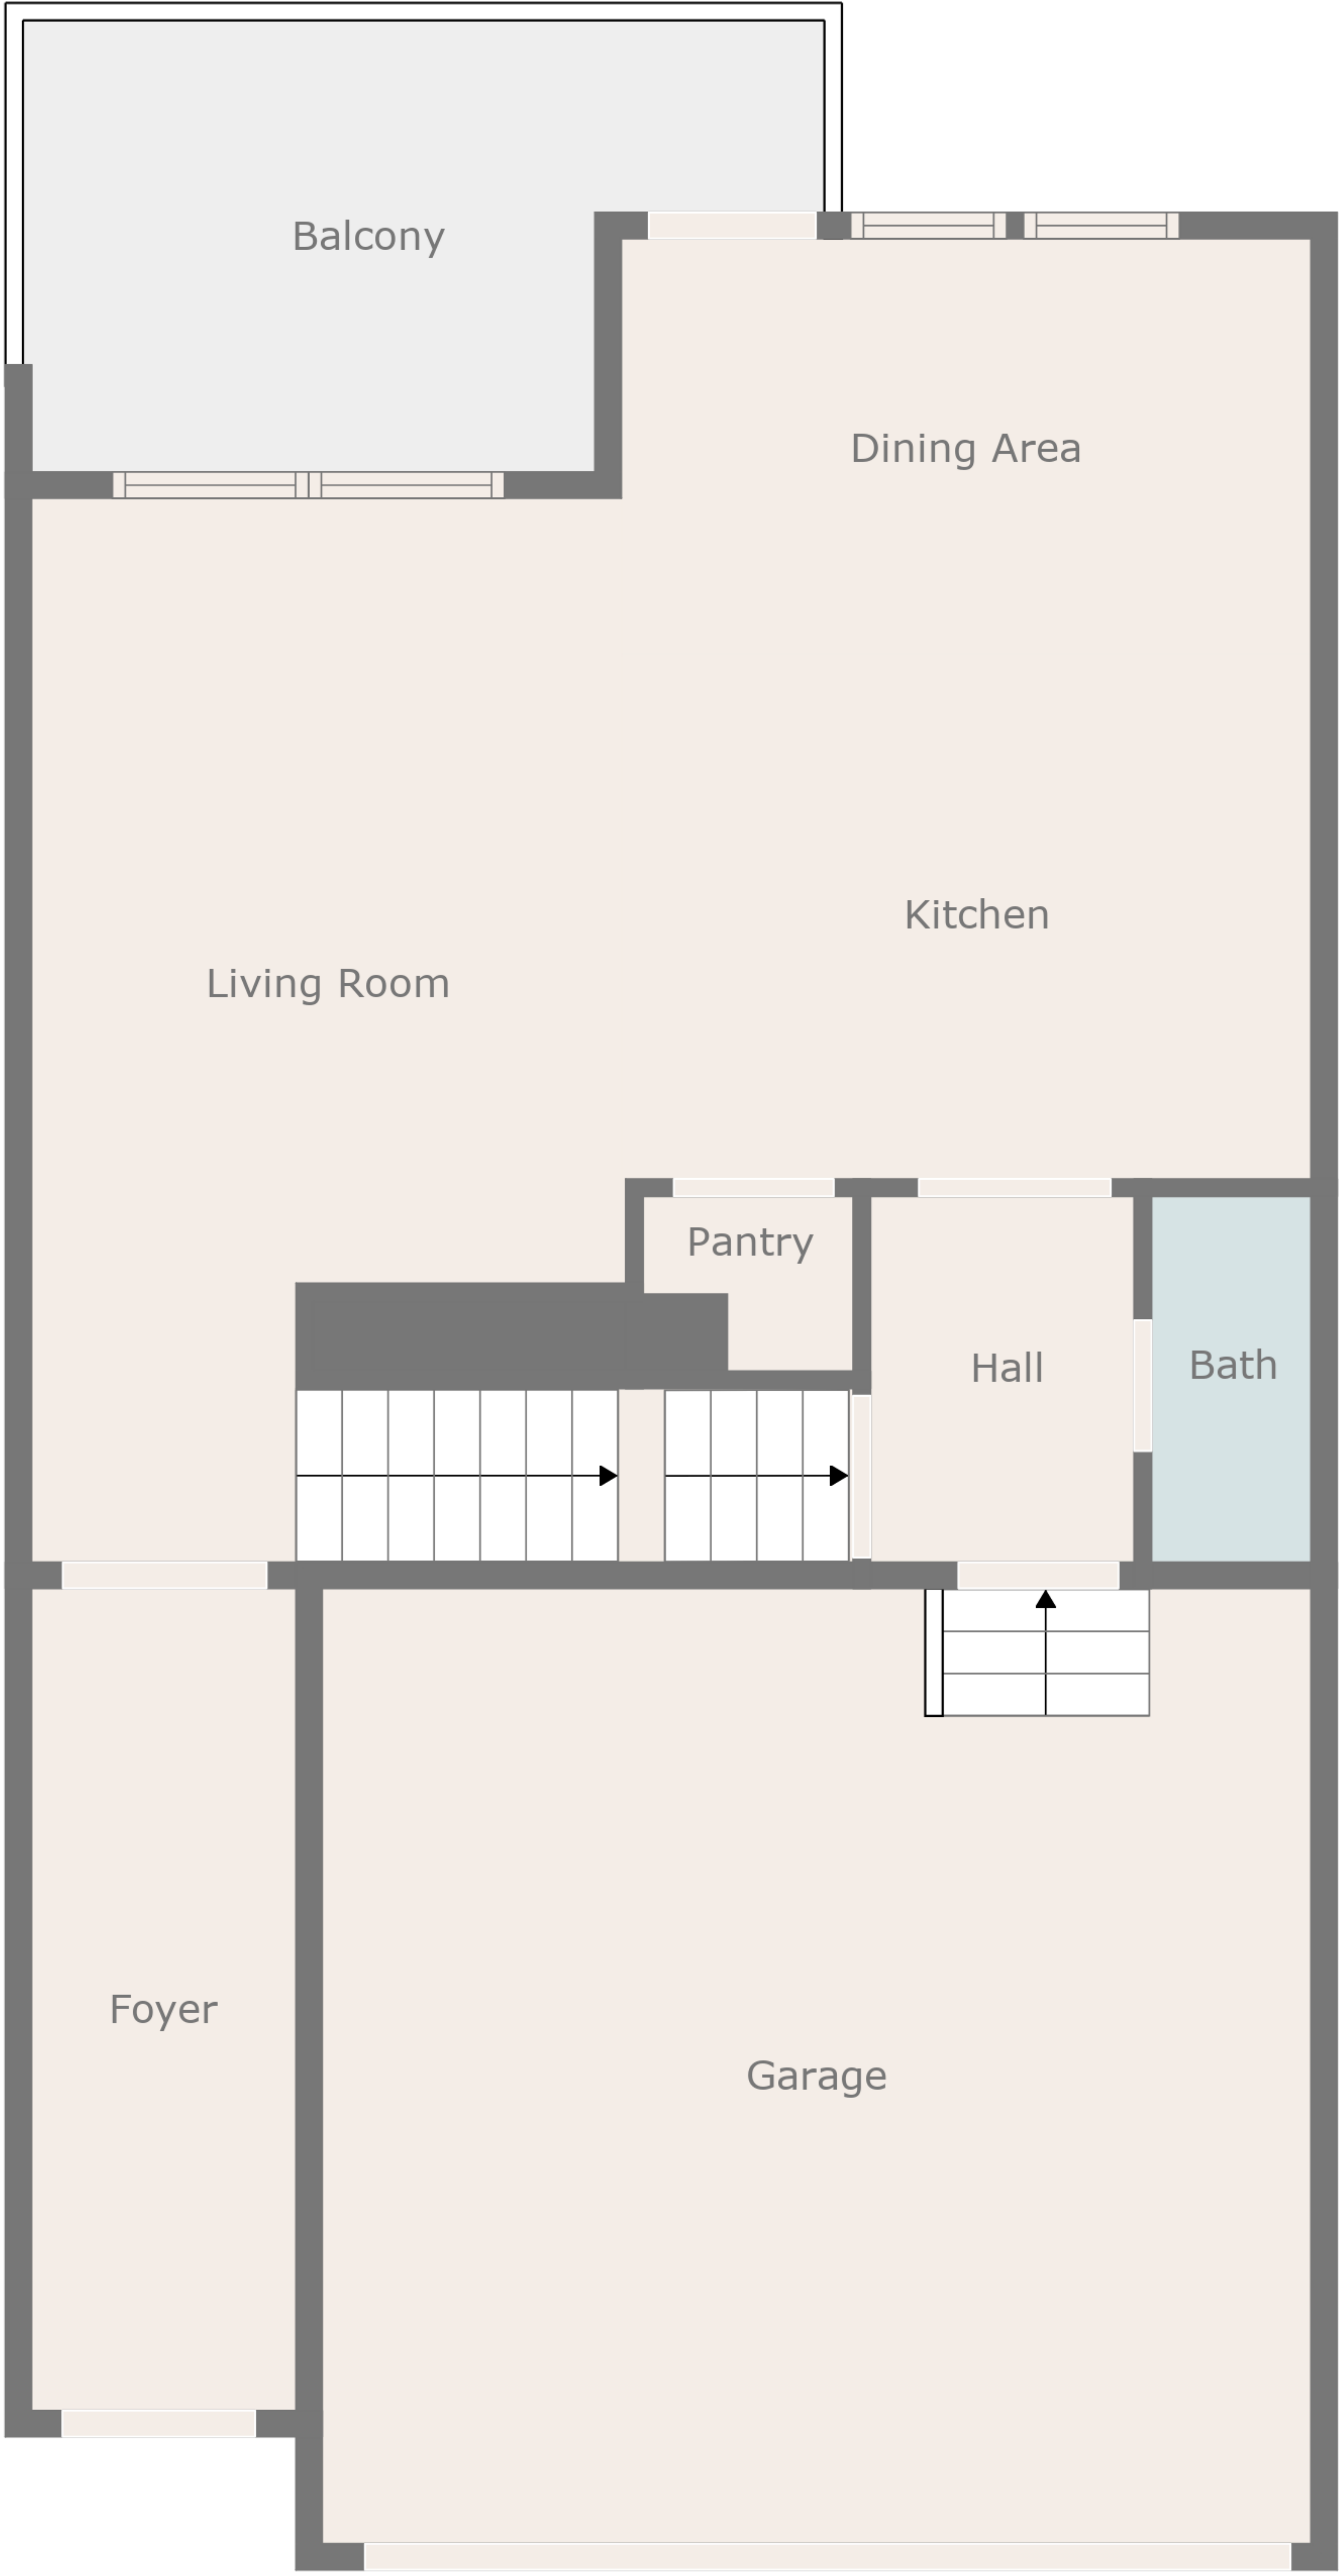 Balcony
Dining Area
Kitchen
Living Room
Pantry
Hall
Bath
Foyer
Garage